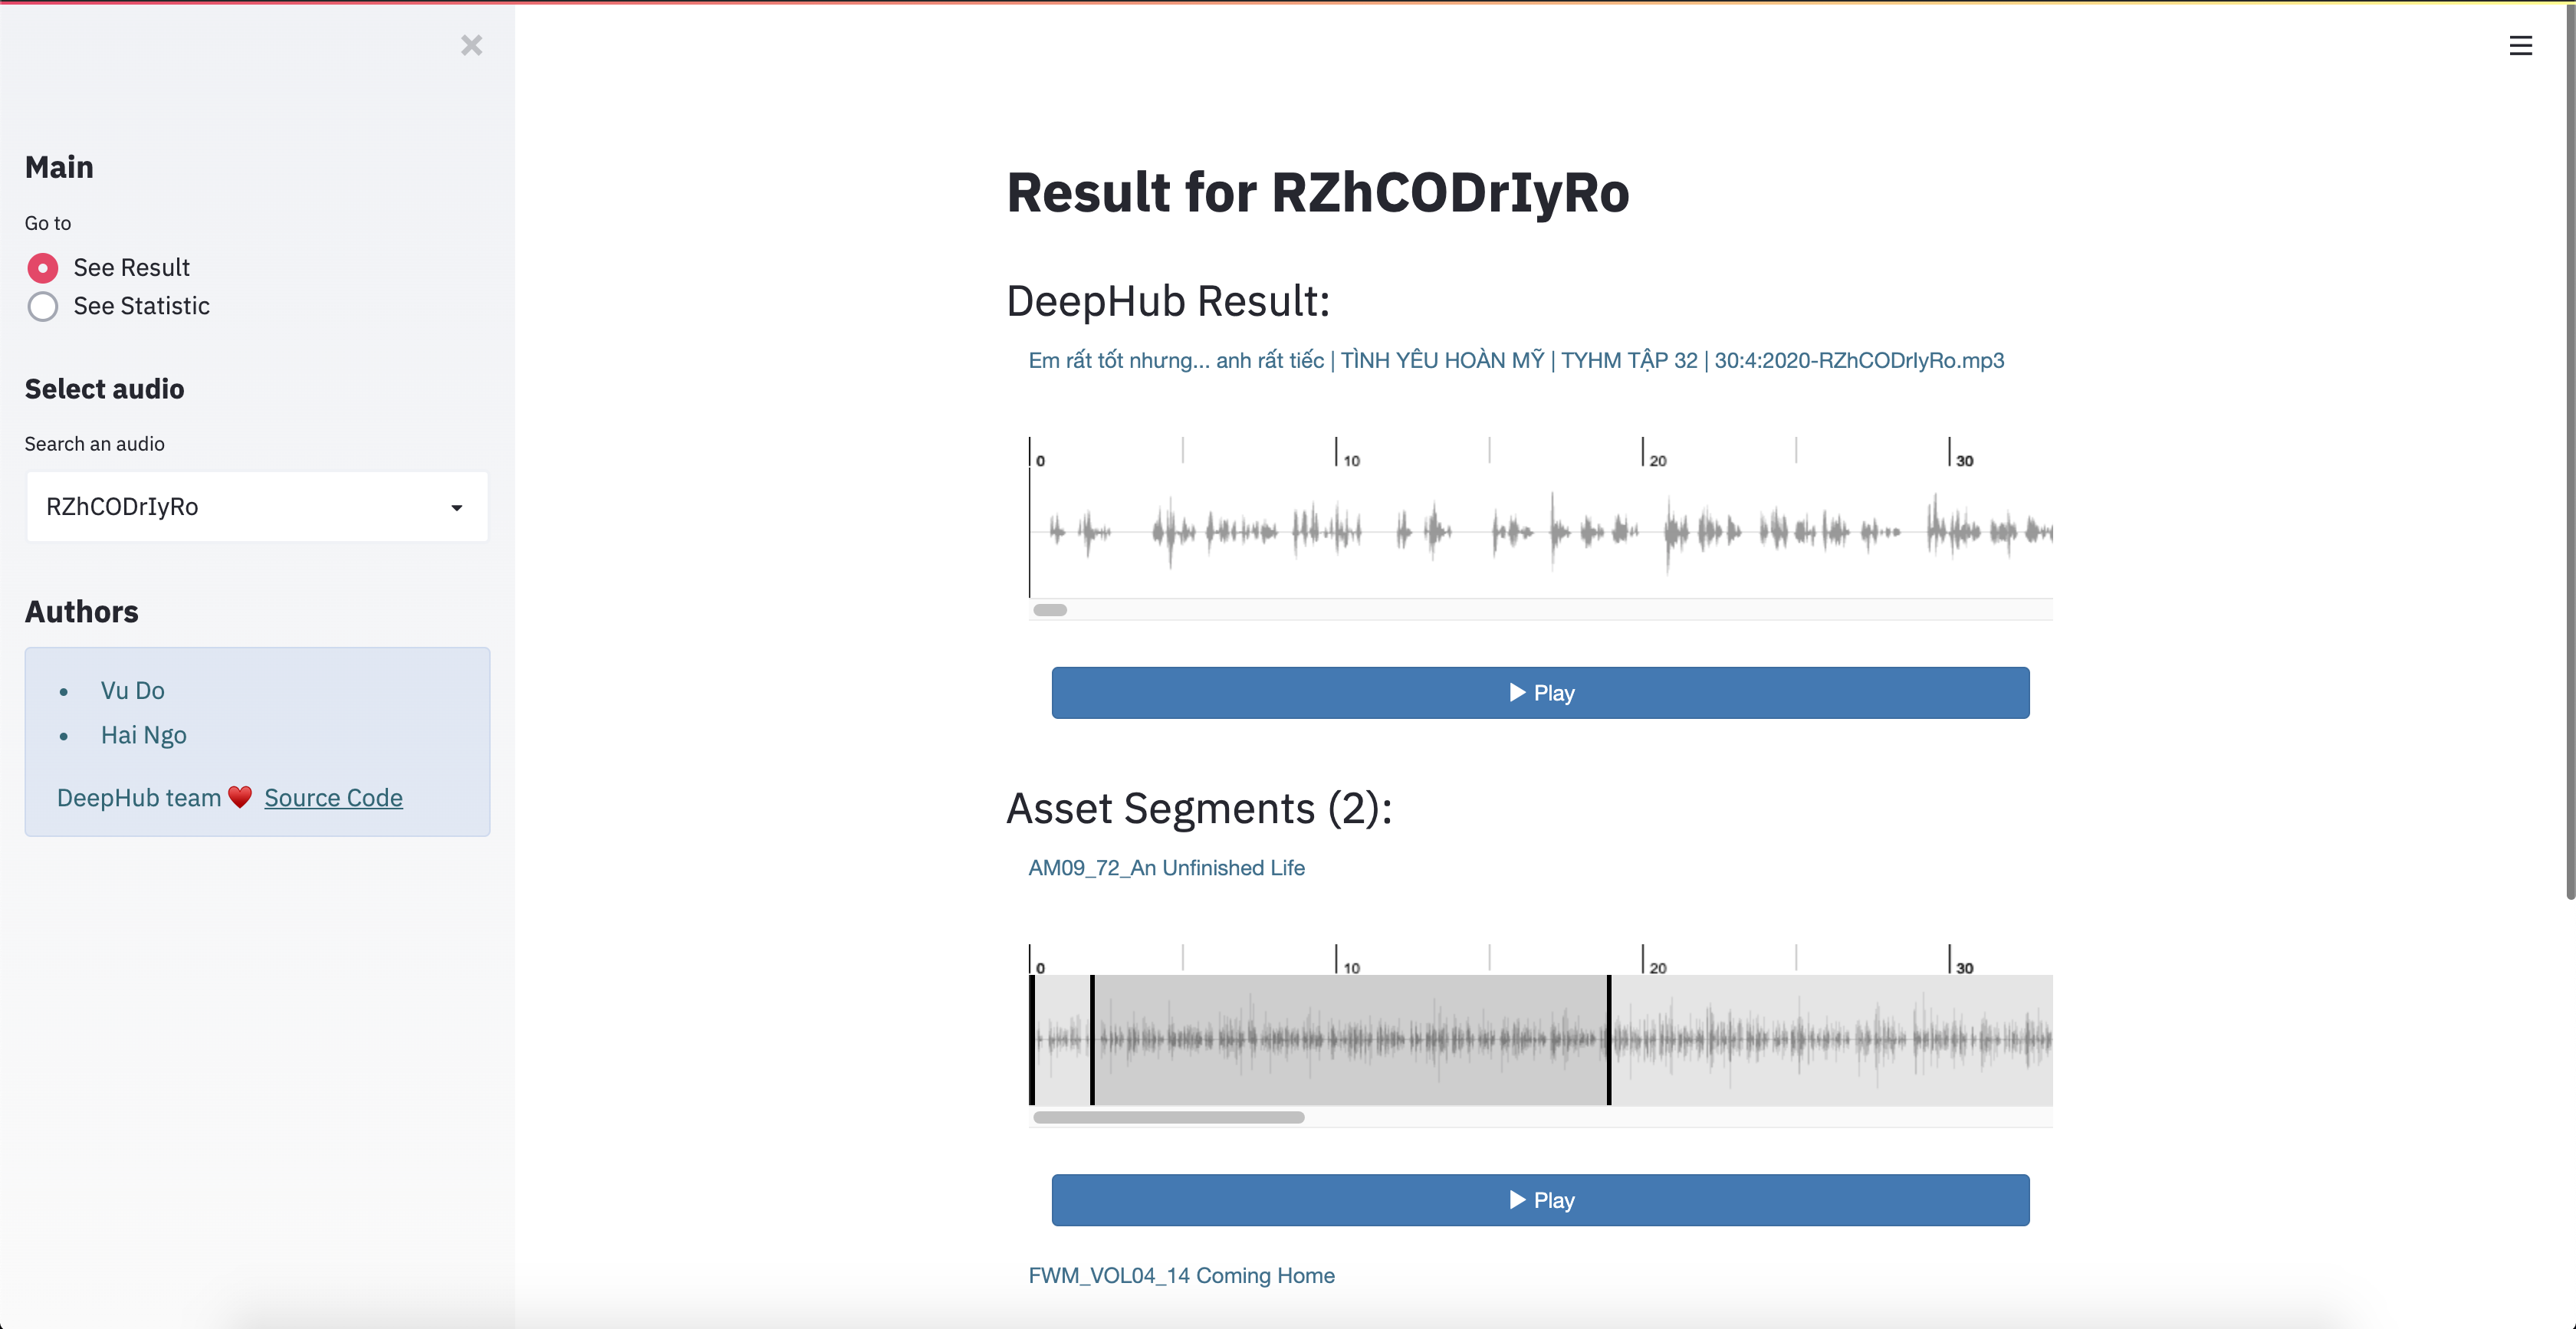 Main
Go to
See Result
See Statistic
Select audio
Search an audio
RZhCODrIyRo
Authors
• Vu Do
• Hai Ngo
DeepHub team ❤️ Source Code
Result for RZhCODrIyRo
DeepHub Result:
Em rất tốt nhưng... anh rất tiếc | TÌNH YÊU HOÀN MỸ | TYHM TẬP 32 | 30:4:2020-RZhCODrIyRo.mp3
0 10 20 30
Play
Asset Segments (2):
AM09_72_An Unfinished Life
0 10 20 30
Play
FWM_VOL04_14 Coming Home